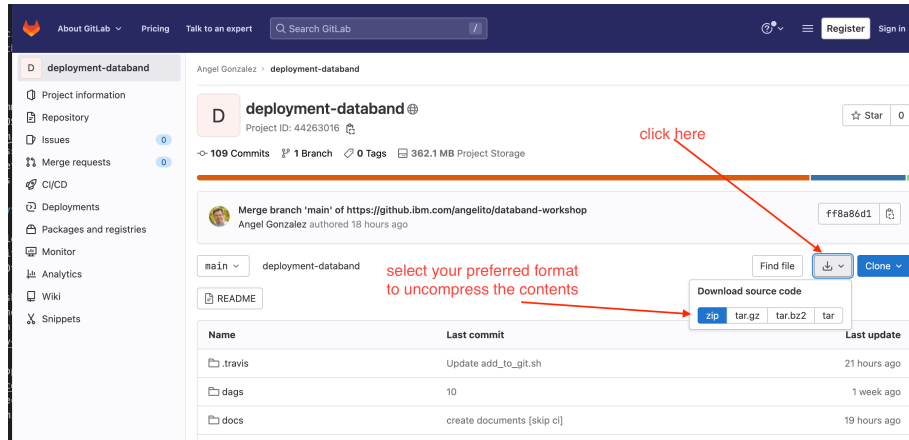 About GitLab Pricing Talk to an expert Search GitLab / Register Sign in
D deployment-databand
Project information
Repository
Issues 0
Merge requests 0
CI/CD
Deployments
Packages and registries
Monitor
Analytics
Wiki
Snippets
Angel Gonzalez > deployment-databand
D
deployment-databand
Project ID: 44263016
Star 0
click here
109 Commits 1 Branch 0 Tags 362.1 MB Project Storage
Merge branch 'main' of https://github.ibm.com/angelito/databand-workshop
Angel Gonzalez authored 18 hours ago
ff8a86d1
main deployment-databand
Find file Clone
select your preferred format
to uncompress the contents
Download source code
zip tar.gz tar.bz2 tar
README
Name Last commit Last update
.travis Update add_to_git.sh 21 hours ago
dags 10 1 week ago
docs create documents [skip ci] 19 hours ago